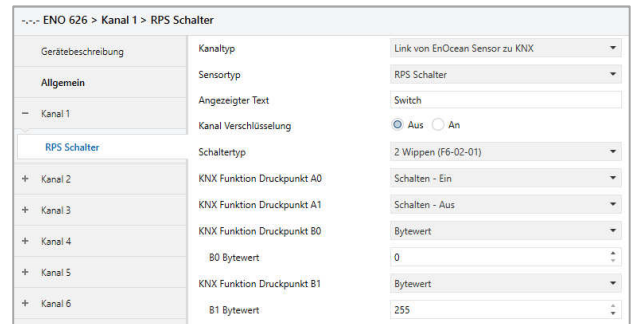 -.-.- ENO 626 > Kanal 1 > RPS Schalter
Gerätebeschreibung
Allgemein
Kanal 1
RPS Schalter
Kanal 2
Kanal 3
Kanal 4
Kanal 5
Kanal 6
Kanaltyp Link von EnOcean Sensor zu KNX
Sensortyp RPS Schalter
Angezeigter Text Switch
Kanal Verschlüsselung Aus An
Schaltertyp 2 Wippen (F6-02-01)
KNX Funktion Druckpunkt A0 Schalten - Ein
KNX Funktion Druckpunkt A1 Schalten - Aus
KNX Funktion Druckpunkt B0 Bytewert
B0 Bytewert 0
KNX Funktion Druckpunkt B1 Bytewert
B1 Bytewert 255